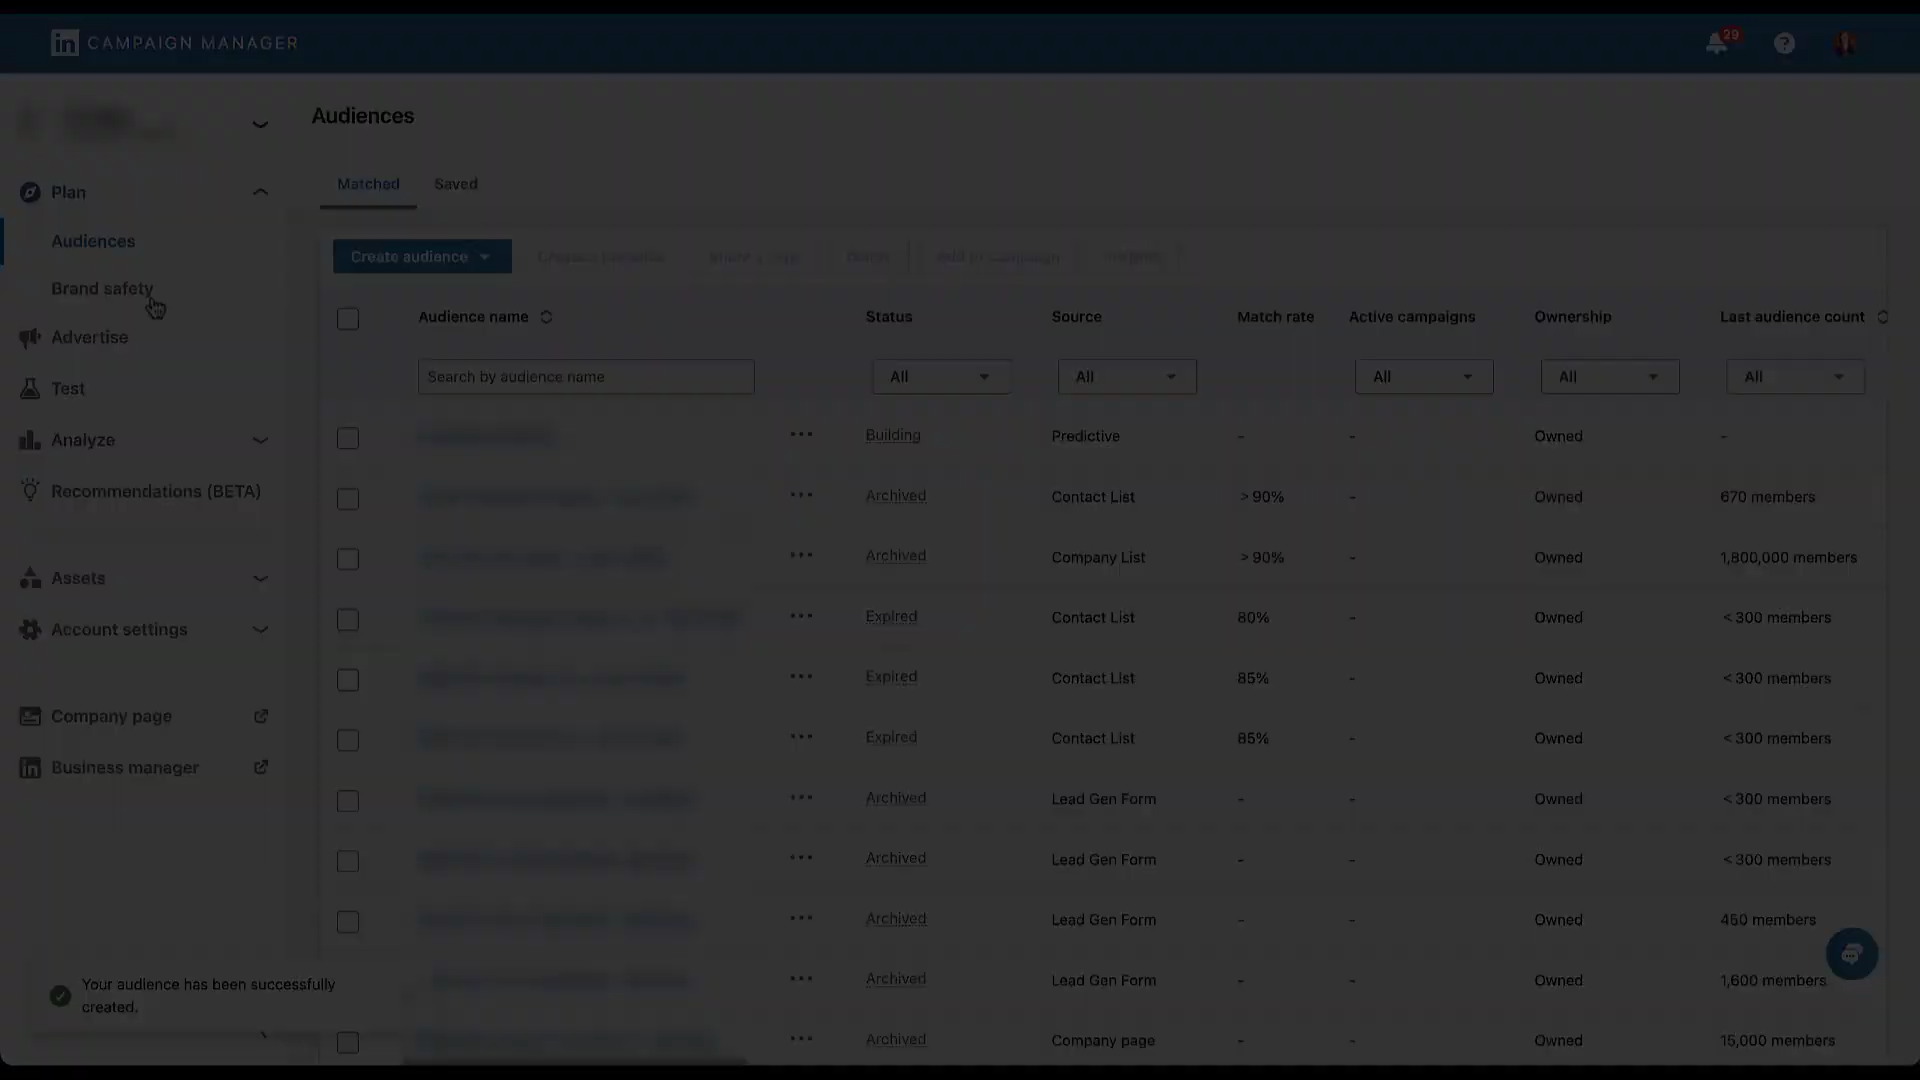 in CAMPAIGN MANAGER
29
?
Audiences
Matched Saved
Plan
Audiences
Brand safety
Advertise
Test
Analyze
Recommendations (BETA)
Assets
Account settings
Company page
in Business manager
Create audience
Audience name Status Source Match rate Active campaigns Ownership Last audience count
Search by audience name All All All All All
Building Predictive - - Owned -
Archived Contact List > 90% - Owned 670 members
Archived Company List > 90% - Owned 1,800,000 members
Expired Contact List 80% - Owned < 300 members
Expired Contact List 85% - Owned < 300 members
Expired Contact List 85% - Owned < 300 members
Archived Lead Gen Form - - Owned < 300 members
Archived Lead Gen Form - - Owned < 300 members
Archived Lead Gen Form - - Owned 450 members
Archived Lead Gen Form - - Owned 1,600 members
Archived Company page - - Owned 15,000 members
Your audience has been successfully
created.